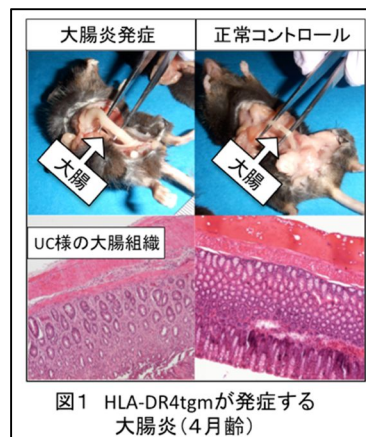 大腸炎発症
正常コントロール
大腸
大腸
UC様の大腸組織
図1 HLA-DR4tgmが発症する
大腸炎(4月齢)